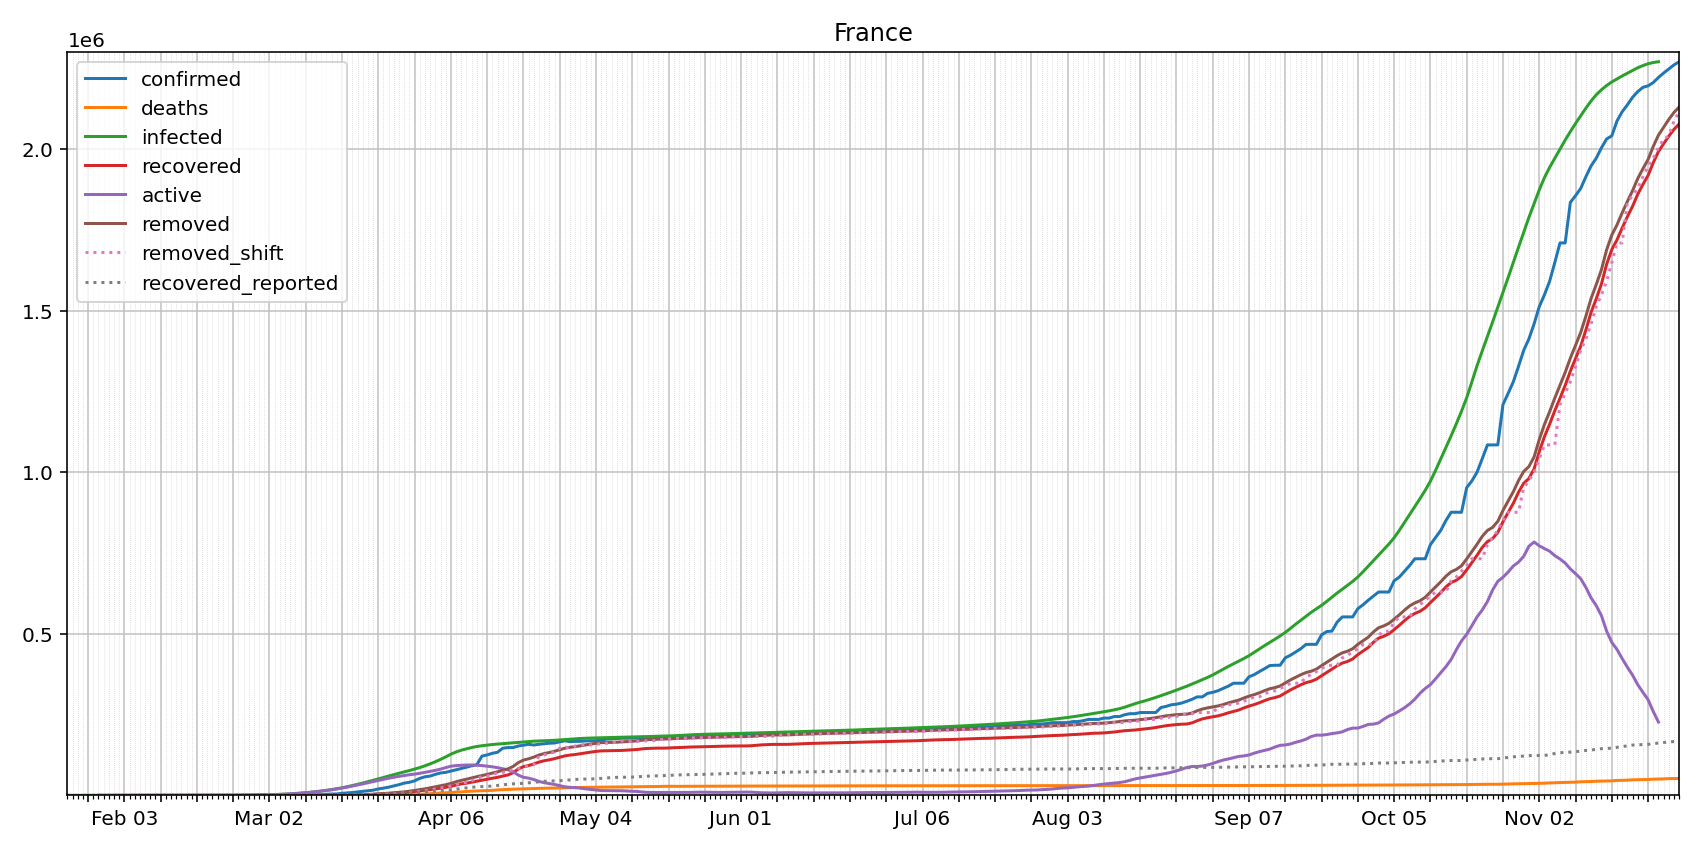 France
1e6
confirmed
deaths
infected
recovered
active
removed
removed_shift
recovered_reported
2.0
1.5
1.0
0.5
Feb 03 Mar 02 Apr 06 May 04 Jun 01 Jul 06 Aug 03 Sep 07 Oct 05 Nov 02